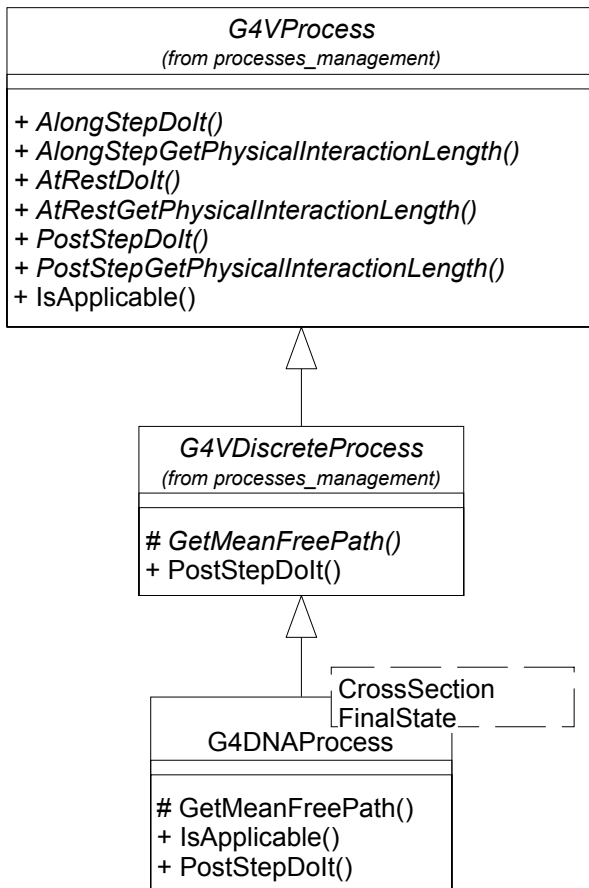 G4VProcess
(from processes_management)
+ AlongStepDoIt()
+ AlongStepGetPhysicalInteractionLength()
+ AtRestDoIt()
+ AtRestGetPhysicalInteractionLength()
+ PostStepDoIt()
+ PostStepGetPhysicalInteractionLength()
+ IsApplicable()
G4VDiscreteProcess
(from processes_management)
# GetMeanFreePath()
+ PostStepDoIt()
CrossSection
FinalState
G4DNAProcess
# GetMeanFreePath()
+ IsApplicable()
+ PostStepDoIt()